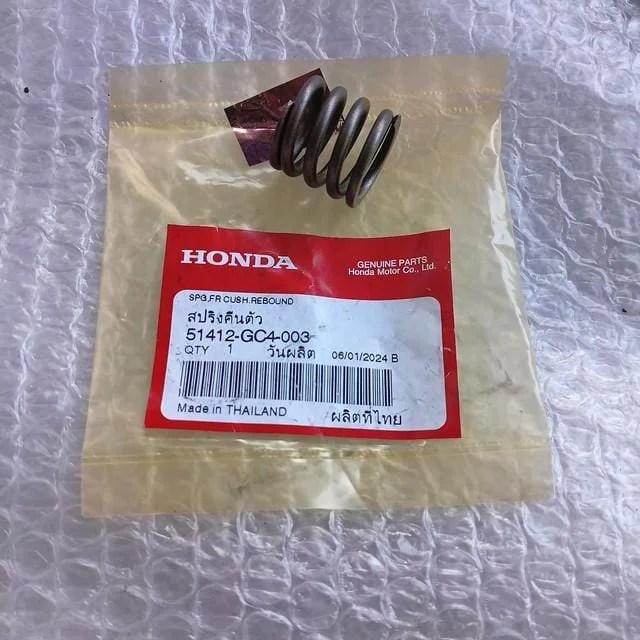 HONDA
GENUINE PARTS
Honda Motor Co., Ltd.
SPG,FR CUSH.REBOUND
สปริงคืนตัว
51412-GC4-003
QTY 1 วันผลิต 06/01/2024 B
Made in THAILAND ผลิตที่ไทย